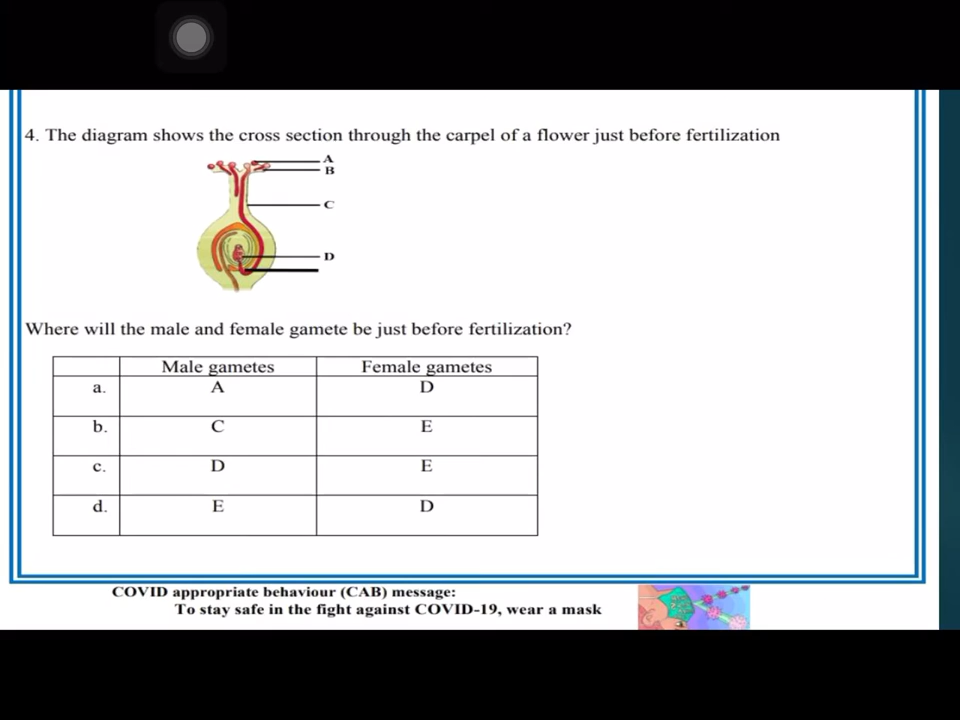 4. The diagram shows the cross section through the carpel of a flower just before fertilization
A
B
C
D
Where will the male and female gamete be just before fertilization?
Male gametes Female gametes
a. A D
b. C E
c. D E
d. E D
COVID appropriate behaviour (CAB) message:
To stay safe in the fight against COVID-19, wear a mask